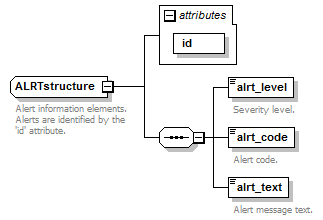 attributes
id
ALRTstructure
Alert information elements.
Alerts are identified by the
'id' attribute.
alrt_level
Severity level.
alrt_code
Alert code.
alrt_text
Alert message text.